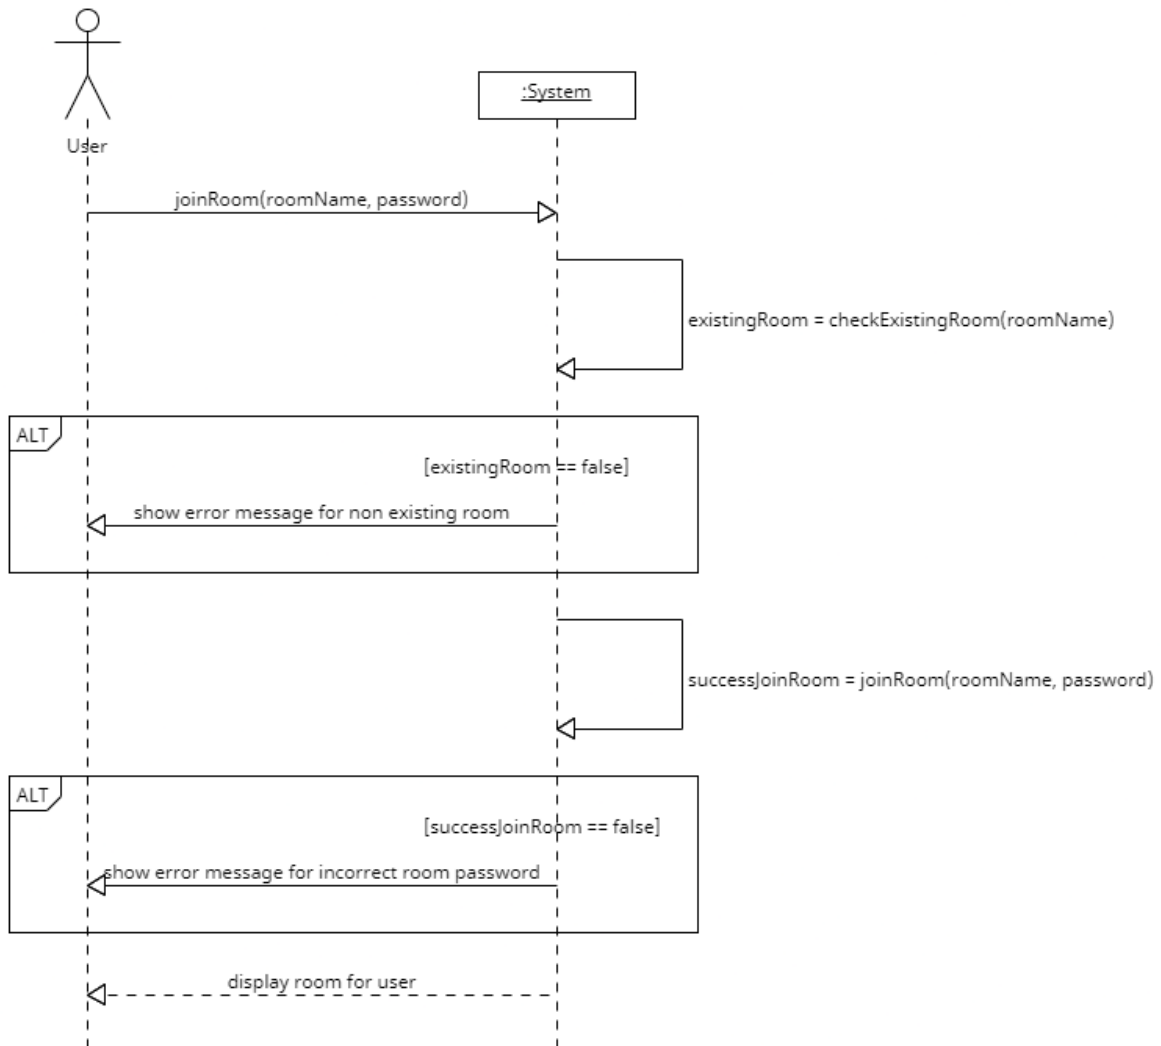 :System
User
joinRoom(roomName, password)
existingRoom = checkExistingRoom(roomName)
ALT
[existingRoom == false]
show error message for non existing room
successJoinRoom = joinRoom(roomName, password)
ALT
[successJoinRoom == false]
show error message for incorrect room password
display room for user